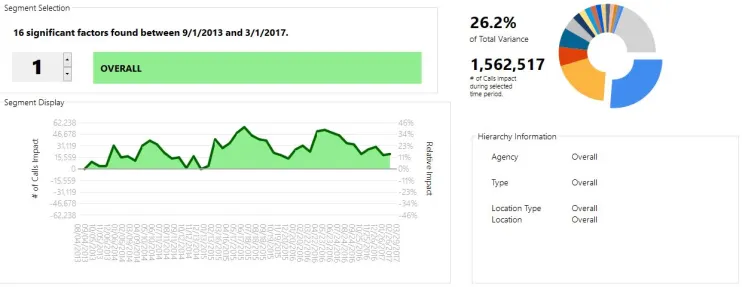 Segment Selection
16 significant factors found between 9/1/2013 and 3/1/2017.
1
OVERALL
26.2%
of Total Variance
1,562,517
# of Calls impact
during selected
time period.
Segment Display
# of Calls Impact
62,238
46,678
31,119
15,559
0
-15,559
-31,119
-46,678
-62,238
46%
34%
23%
11%
0%
-11%
-23%
-34%
-46%
Relative Impact
Hierarchy Information
Agency Overall
Type Overall
Location Type Overall
Location Overall